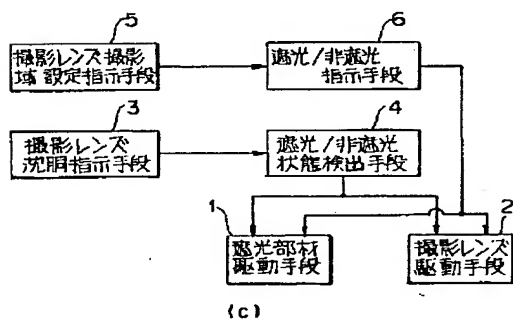 5
撮影レンズ撮影
域設定指示手段
6
遮光/非遮光
指示手段
3
撮影レンズ
沈胴指示手段
4
遮光/非遮光
状態検出手段
1
遮光部材
駆動手段
2
撮影レンズ
駆動手段
(c)